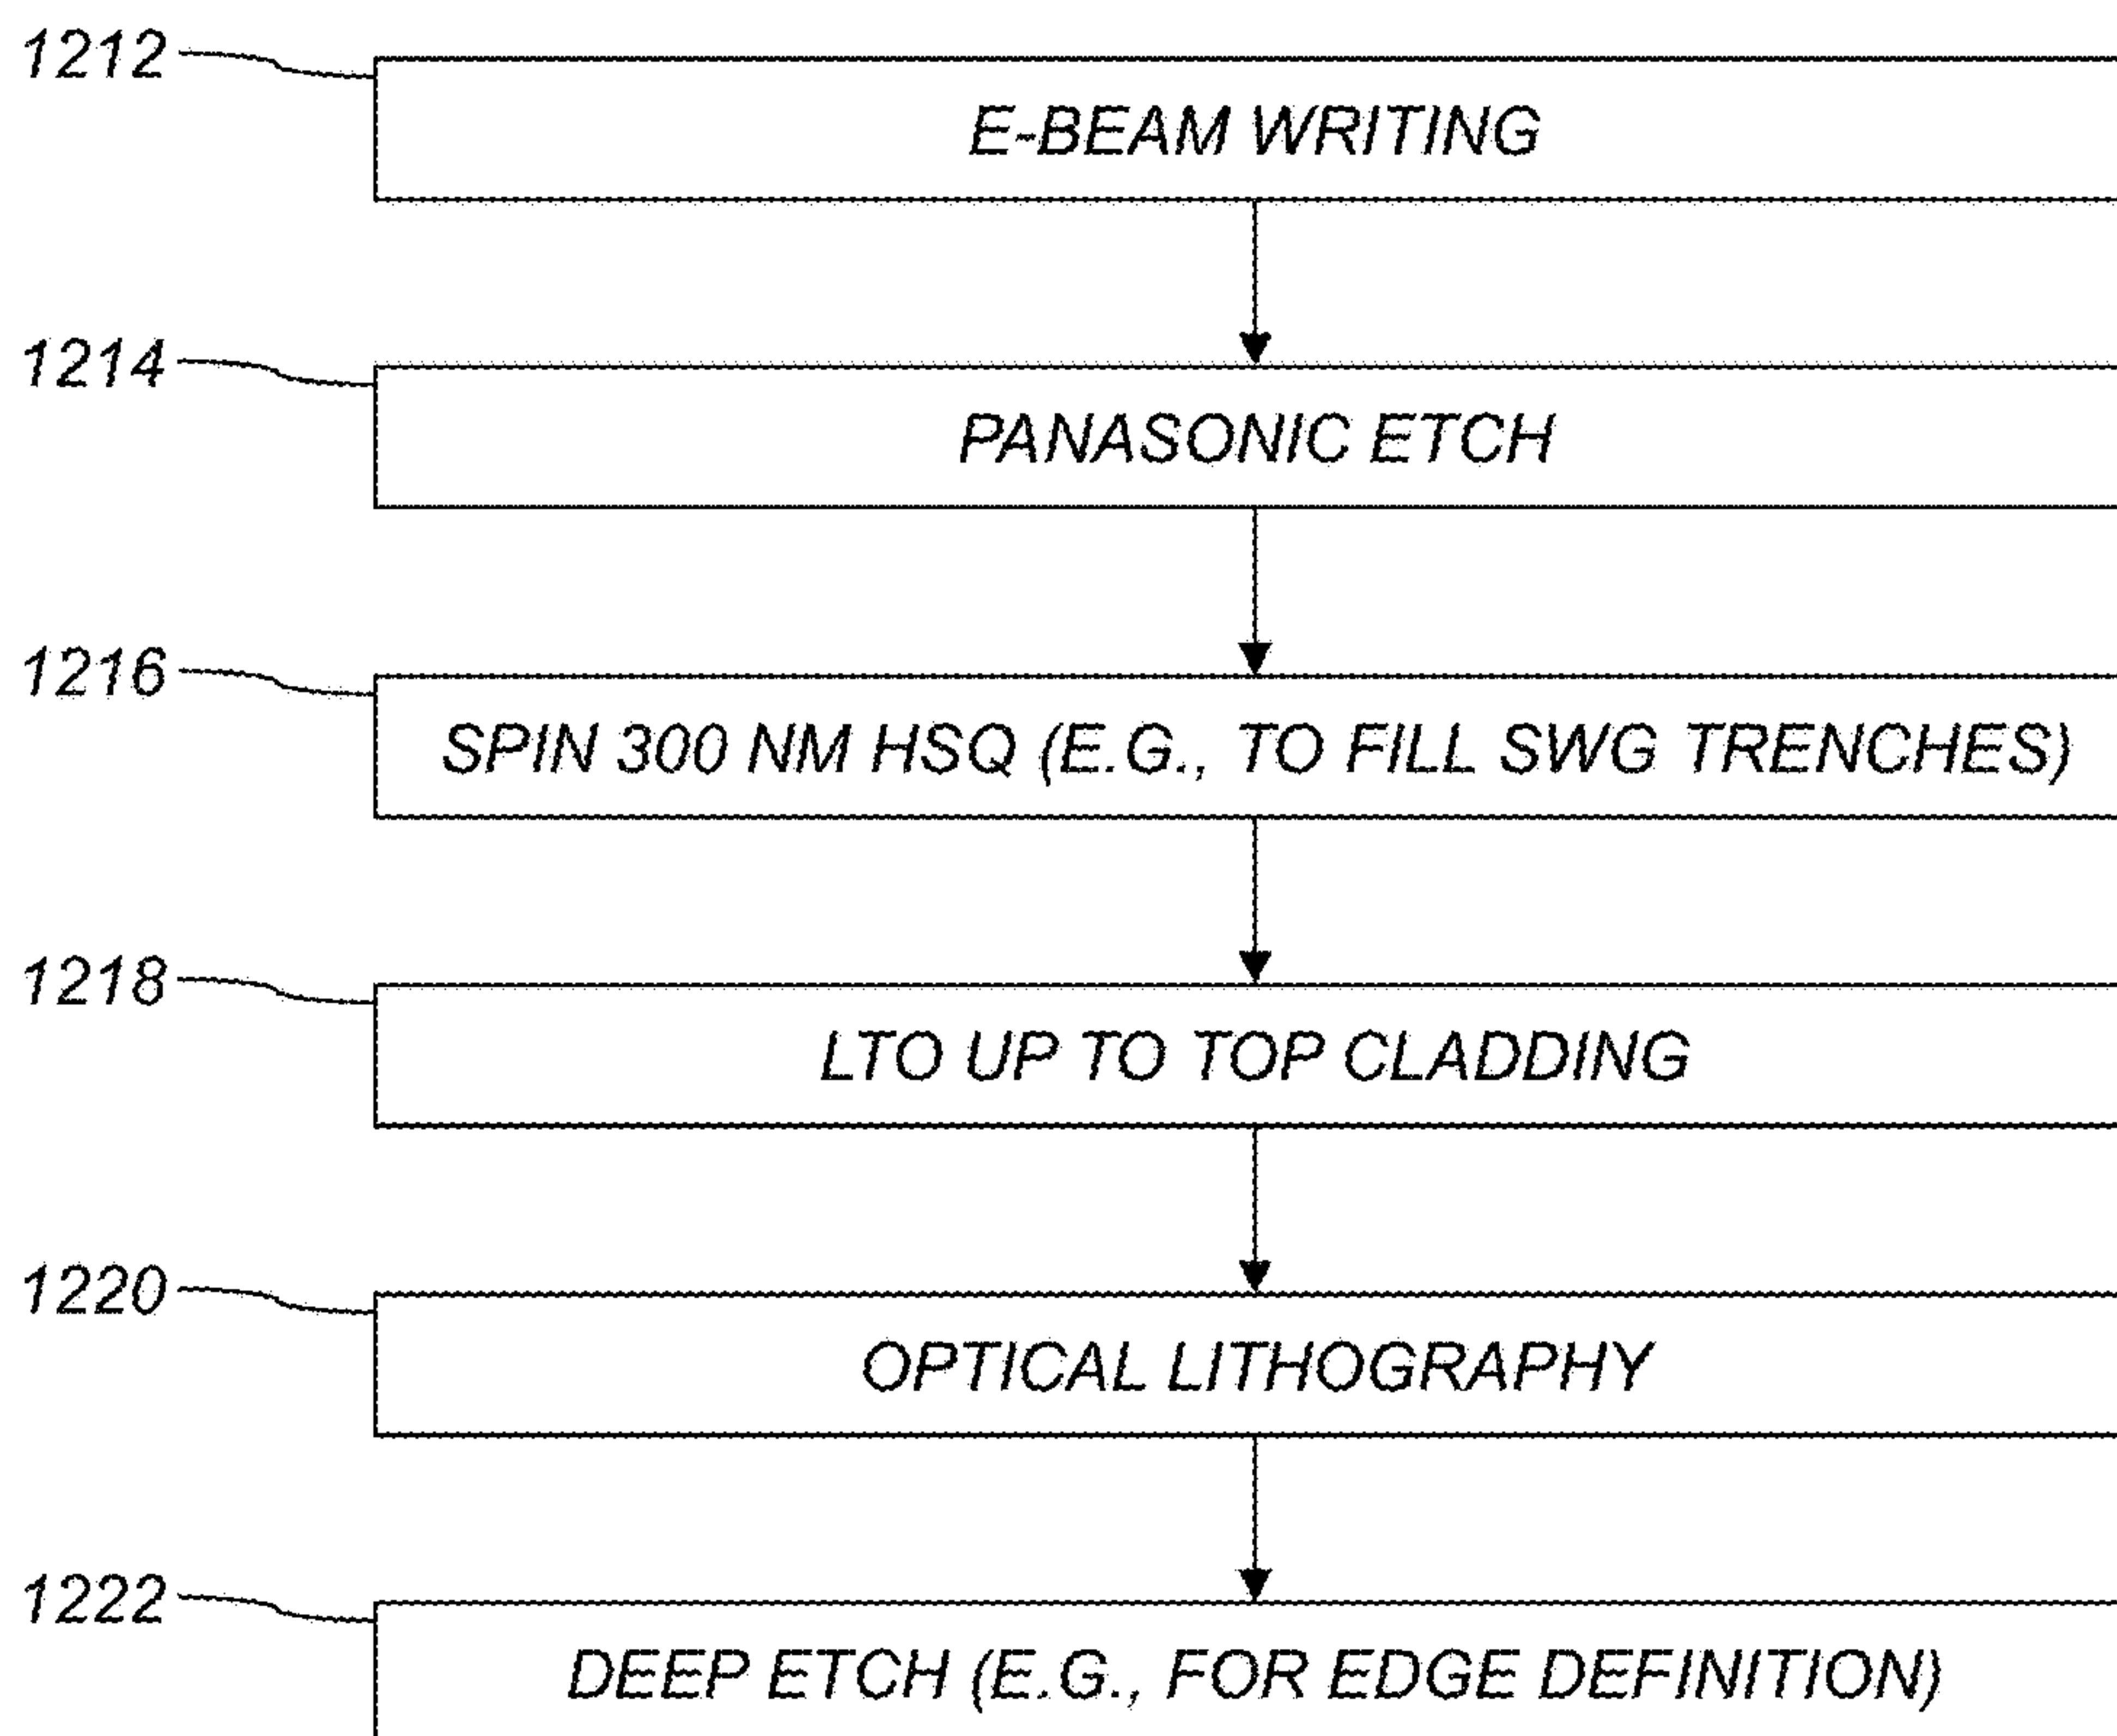 1212
E-BEAM WRITING
1214
PANASONIC ETCH
1216
SPIN 300 NM HSQ (E.G., TO FILL SWG TRENCHES)
1218
LTO UP TO TOP CLADDING
1220
OPTICAL LITHOGRAPHY
1222
DEEP ETCH (E.G., FOR EDGE DEFINITION)